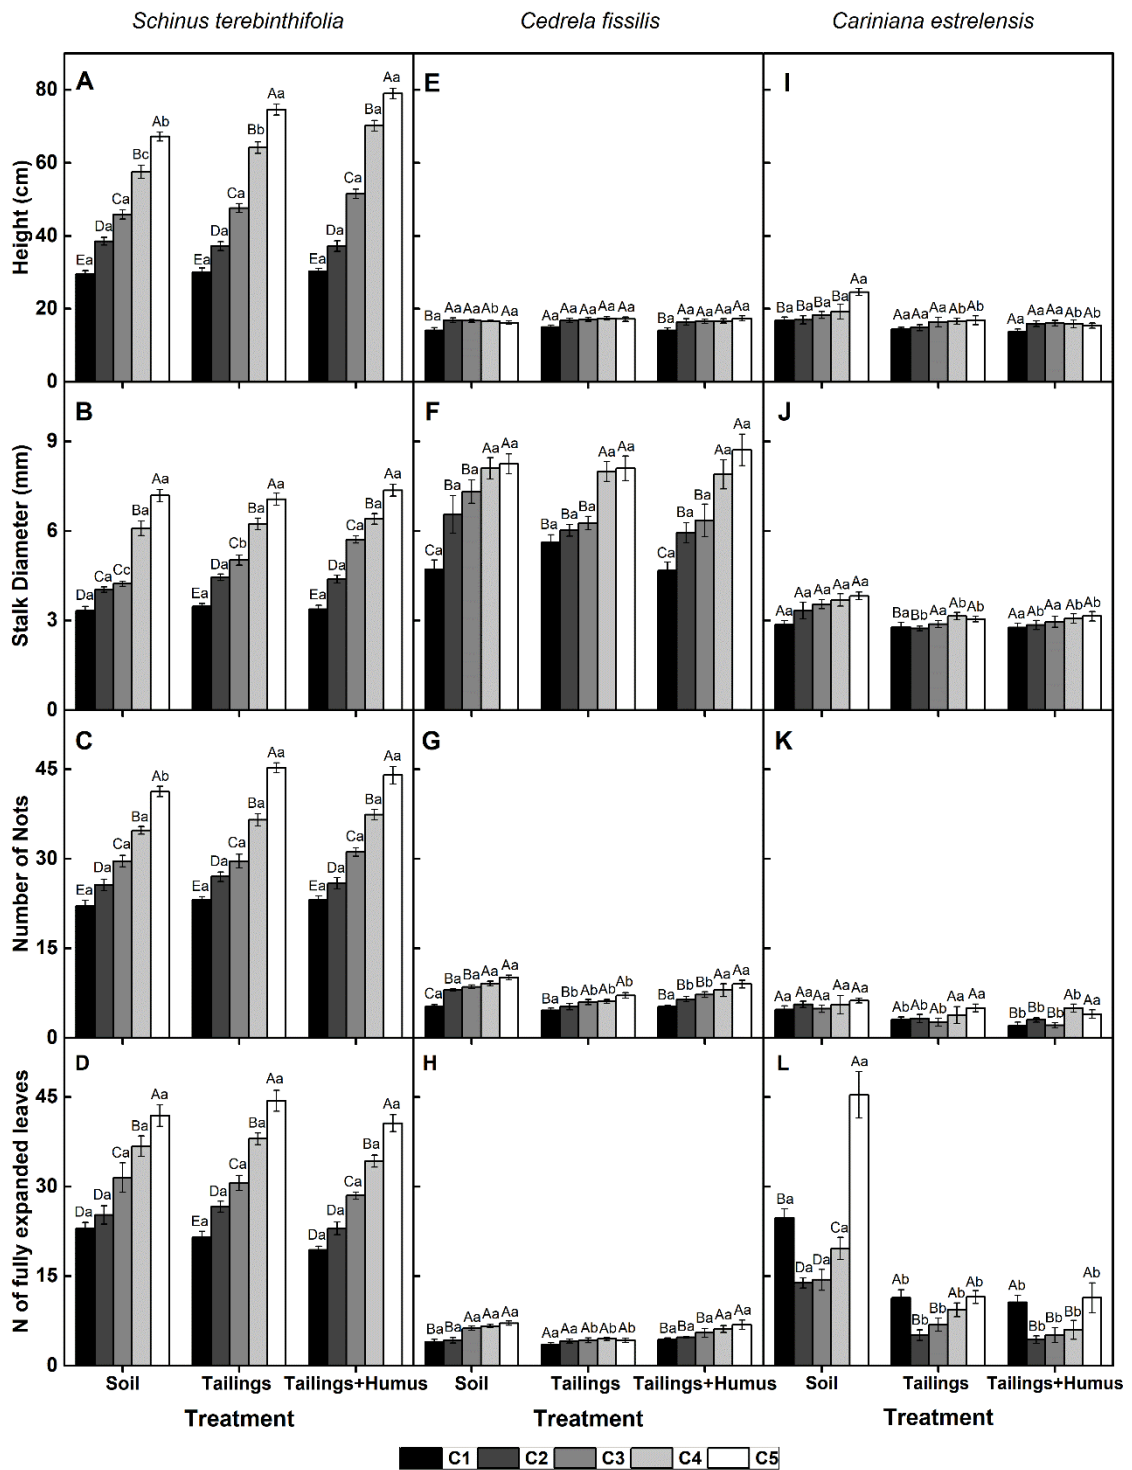 Schinus terebinthifolia Cedrela fissilis Cariniana estrelensis
A E I
Height (cm)
80
60
40
20
0
Ea Da Ca Bc Ab Ea Da Ca Bb Aa Ea Da Ca Ba Aa
Ba Aa Aa Ab Aa Aa Aa Aa Aa Aa Ba Aa Aa Aa Aa
Ba Ba Ba Ba Aa Aa Aa Aa Ab Ab Aa Aa Aa Ab Ab
B F J
Stalk Diameter (mm)
9
6
3
0
Da Ca Cc Ba Aa Ea Da Cb Ba Aa Ea Da Ca Ba Aa
Ca Ba Ba Aa Aa Ba Ba Ba Aa Aa Ca Ba Ba Aa Aa
Aa Aa Aa Aa Aa Ba Bb Aa Ab Ab Aa Ab Aa Ab Ab
C G K
Number of Nots
45
30
15
0
Ea Da Ca Ba Ab Ea Da Ca Ba Aa Ea Da Ca Ba Aa
Ca Ba Ba Aa Aa Ba Bb Ab Ab Ab Ba Bb Bb Aa Aa
Aa Aa Aa Aa Aa Ab Ab Ab Aa Aa Bb Bb Bb Ab Aa
D H L
N of fully expanded leaves
45
30
15
0
Da Da Ca Ba Aa Ea Da Ca Ba Aa Da Da Ca Ba Aa
Ba Ba Aa Aa Aa Aa Aa Ab Ab Ab Ba Ba Ba Aa Aa
Ba Da Da Ca Aa Ab Bb Bb Ab Ab Ab Bb Bb Bb Ab
Soil Tailings Tailings+Humus Soil Tailings Tailings+Humus Soil Tailings Tailings+Humus
Treatment Treatment Treatment
C1 C2 C3 C4 C5